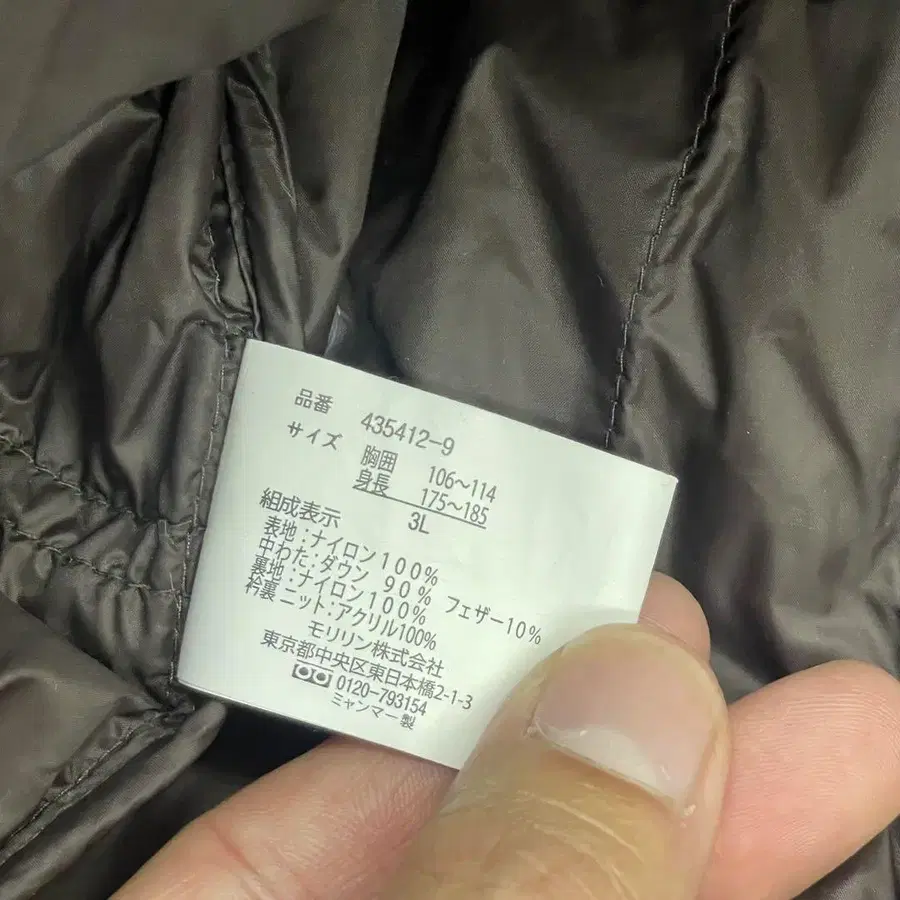 品番 435412-9
サイズ 胸囲 106～114
身長 175～185
3L
組成表示
表地:ナイロン100%
中わた:ダウン 90% フェザー10%
裏地:ナイロン100%
衿裏ニット:アクリル100%
モリリン株式会社
東京都中央区東日本橋2-1-3
0120-793154
ミャンマー製